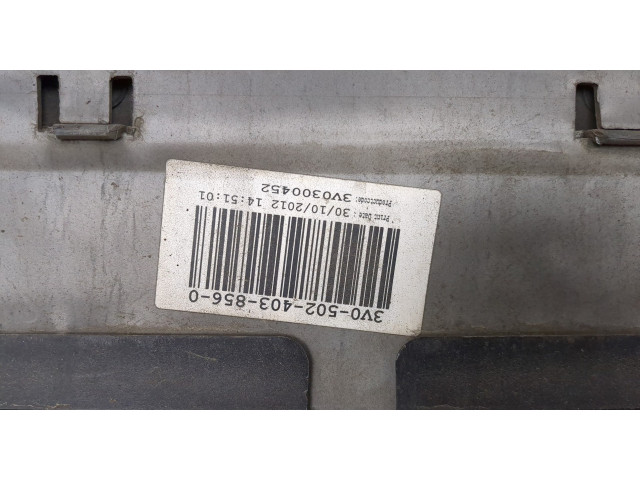 3V0-502-403-856-0
Print Date : 30/10/2012 14:51:01
Productcode: 3V0300452